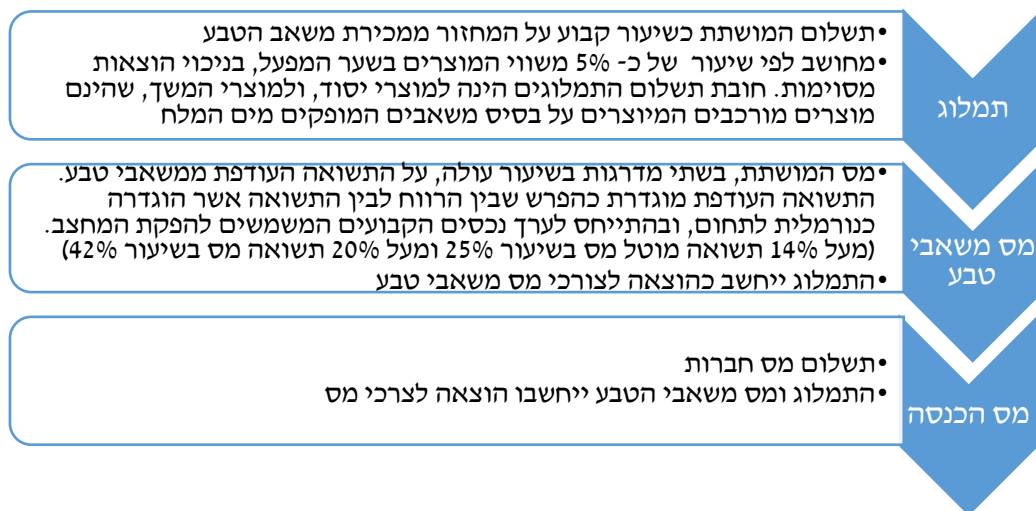 •תשלום המושתת כשיעור קבוע על המחזור ממכירת משאב הטבע
•מחושב לפי שיעור של כ- 5% משווי המוצרים בשער המפעל, בניכוי הוצאות
מסוימות. חובת תשלום התמלוגים הינה למוצרי יסוד, ולמוצרי המשך, שהינם
מוצרים מורכבים המיוצרים על בסיס משאבים המופקים מים המלח
תמלוג
•מס המושתת, בשתי מדרגות בשיעור עולה, על התשואה העודפת ממשאבי טבע.
התשואה העודפת מוגדרת כהפרש שבין הרווח לבין התשואה אשר הוגדרה
כנורמלית לתחום, ובהתייחס לערך נכסים הקבועים המשמשים להפקת המחצב.
(מעל 14% תשואה מוטל מס בשיעור 25% ומעל 20% תשואה מס בשיעור 42%)
•התמלוג ייחשב כהוצאה לצורכי מס משאבי טבע
מס משאבי
טבע
•תשלום מס חברות
•התמלוג ומס משאבי הטבע ייחשבו הוצאה לצרכי מס
מס הכנסה